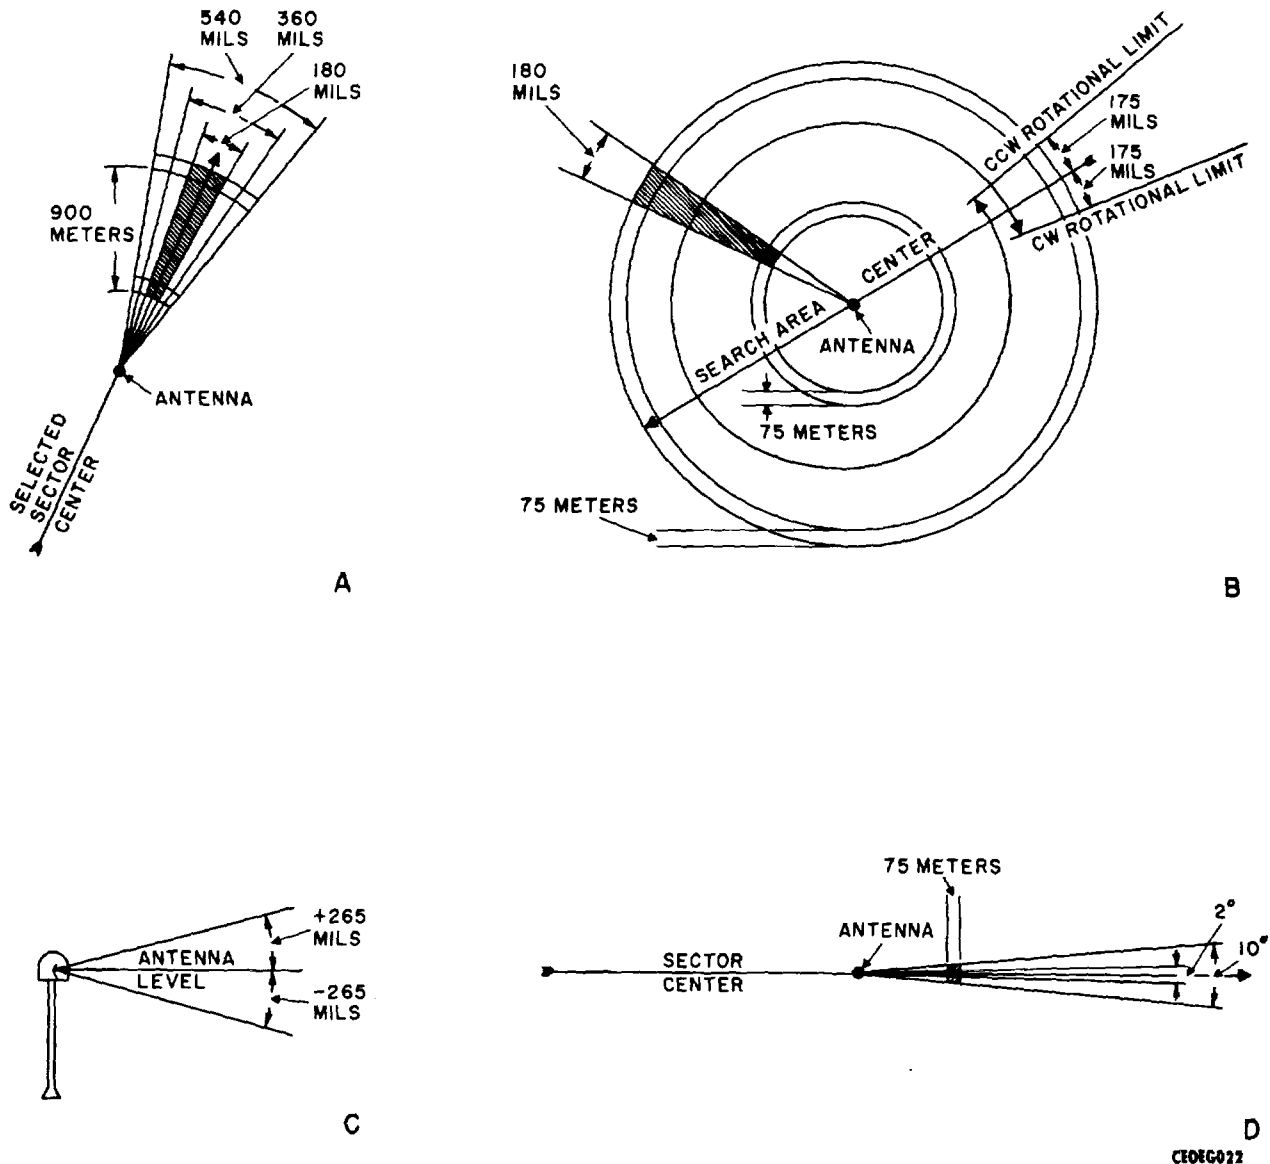 540
MILS
360
MILS
180
MILS
900
METERS
ANTENNA
SELECTED
SECTOR
CENTER
A
180
MILS
CCW ROTATIONAL LIMIT
175
MILS
175
MILS
CW ROTATIONAL LIMIT
CENTER
SEARCH AREA
ANTENNA
75 METERS
75 METERS
B
+265
MILS
ANTENNA
LEVEL
-265
MILS
C
75 METERS
ANTENNA
2°
10°
SECTOR
CENTER
D
CEDEG022